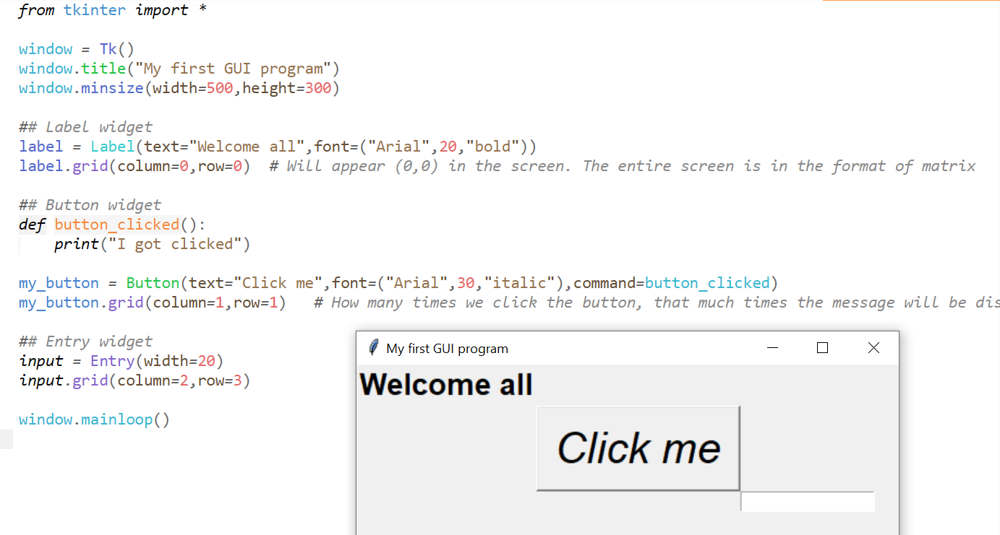 from tkinter import *
window = Tk()
window.title("My first GUI program")
window.minsize(width=500,height=300)
## Label widget
label = Label(text="Welcome all",font=("Arial",20,"bold"))
label.grid(column=0,row=0)  # Will appear (0,0) in the screen. The entire screen is in the format of matrix
## Button widget
def button_clicked():
    print("I got clicked")
my_button = Button(text="Click me",font=("Arial",30,"italic"),command=button_clicked)
my_button.grid(column=1,row=1)   # How many times we click the button, that much times the message will be dis
## Entry widget
input = Entry(width=20)
input.grid(column=2,row=3)
window.mainloop()
My first GUI program
Welcome all
Click me